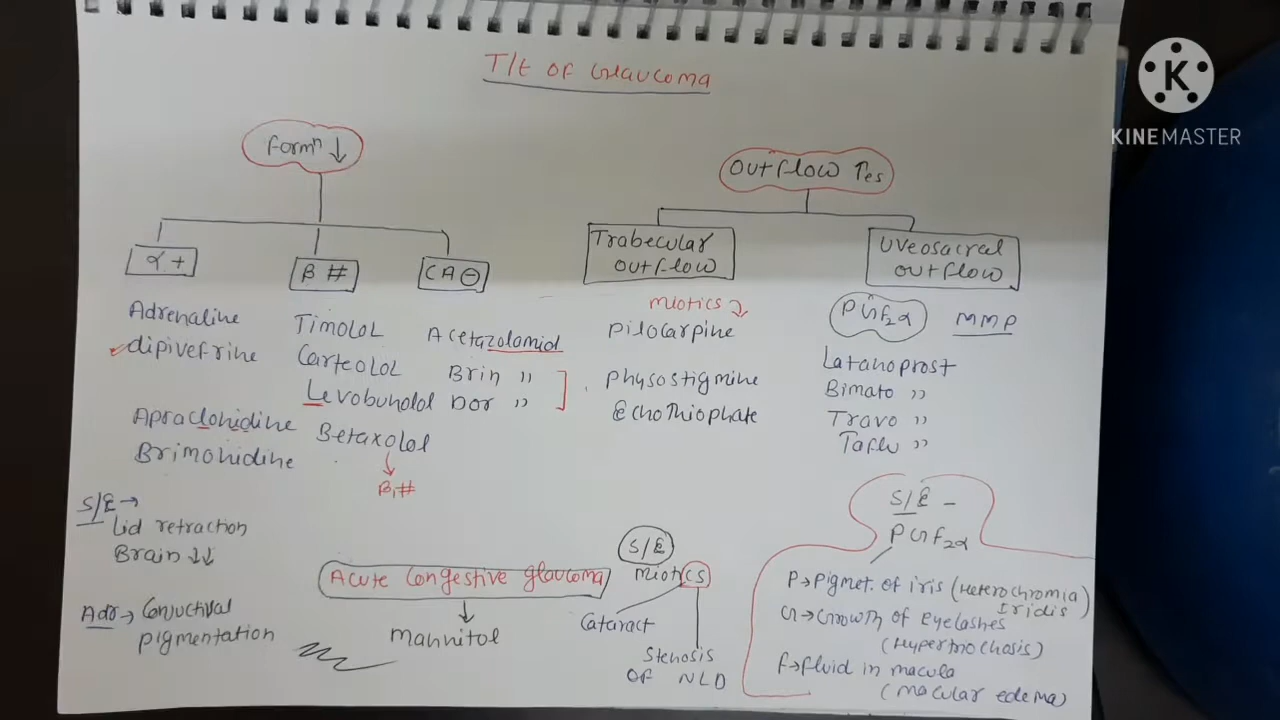 T/t OF Glaucoma
Formⁿ ↓
α +
β #
CA ⊖
Adrenaline
dipivefrine
Apraclonidine
Brimonidine
S/E →
Lid retraction
Brain ↓↓
Adr → Conjuctival
pigmentation
Timolol
Carteolol
Levobunolol
Betaxolol
↓
β₁#
Acetazolomid
Brin ”
Dor ”
Acute Congestive glaucoma
↓
Mannitol
Outflow ↑es
Trabecular
outflow
Miotics
Pilocarpine
Physostigmine
Echothiophate
S/E
Miotics
Cataract
Stenosis
OF NLD
Uveosacral
outflow
PGF₂α MMP
Latanoprost
Bimato ”
Travo ”
Taflu ”
S/E -
PGF₂α
P → Pigmet. of iris (Heterochromia
Iridis)
G → Growth of Eyelashes
(Hypertrichosis)
F → Fluid in macula
(macular edema)
K
KINEMASTER